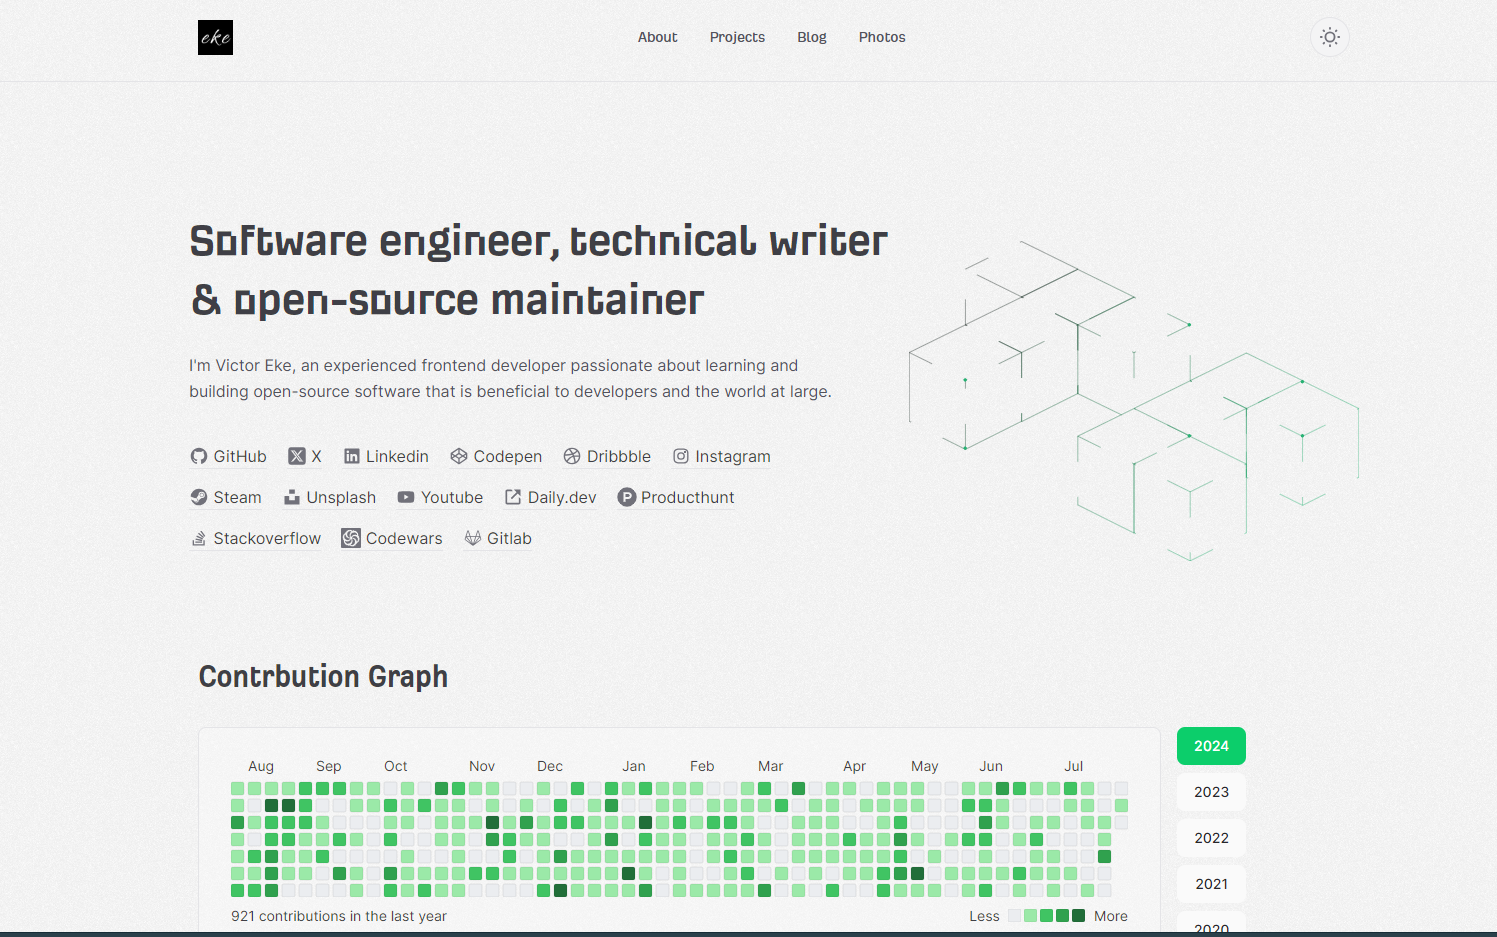 eke
About Projects Blog Photos
Software engineer, technical writer
& open-source maintainer
I'm Victor Eke, an experienced frontend developer passionate about learning and
building open-source software that is beneficial to developers and the world at large.
GitHub X Linkedin Codepen Dribbble Instagram
Steam Unsplash Youtube Daily.dev Producthunt
Stackoverflow Codewars Gitlab
Contrbution Graph
Aug Sep Oct Nov Dec Jan Feb Mar Apr May Jun Jul
921 contributions in the last year
Less More
2024
2023
2022
2021
2020